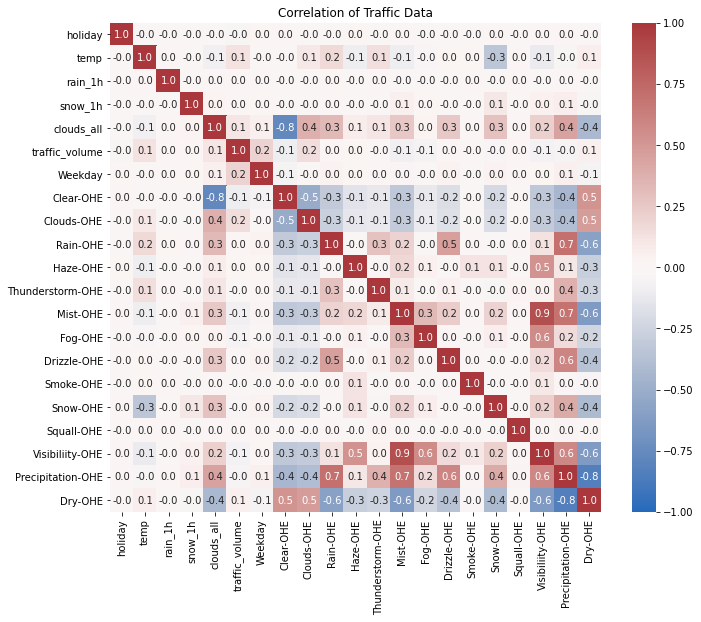 Correlation of Traffic Data
holiday 1.0 -0.0 -0.0 -0.0 -0.0 -0.0 -0.0 0.0 0.0 0.0 0.0 -0.0 0.0 0.0 0.0 -0.0 0.0 -0.0 0.0 0.0 -0.0
temp -0.0 1.0 0.0 -0.0 -0.1 0.1 -0.0 0.0 0.1 0.2 -0.1 0.1 -0.1 -0.0 0.1 0.0 -0.3 0.0 -0.1 -0.0 0.1
rain_1h -0.0 0.0 1.0 -0.0 0.0 0.0 -0.0 -0.0 -0.0 0.0 -0.0 0.0 0.0 -0.0 0.0 -0.0 -0.0 -0.0 0.0 0.0 -0.0
snow_1h -0.0 -0.0 -0.0 1.0 0.0 0.0 -0.0 -0.0 -0.0 0.0 -0.0 -0.0 0.1 -0.0 0.0 -0.0 0.1 -0.0 0.0 0.1 -0.0
clouds_all -0.0 -0.1 0.0 0.0 1.0 0.1 0.1 -0.8 0.4 0.3 0.1 0.1 0.3 0.0 0.3 0.0 0.3 0.0 0.2 0.4 -0.4
traffic_volume -0.0 0.1 0.0 0.0 0.1 1.0 0.2 -0.1 0.2 -0.0 0.0 -0.0 -0.1 -0.1 0.0 0.0 -0.0 0.0 -0.1 -0.0 0.1
Weekday -0.0 -0.0 -0.0 -0.0 0.1 0.2 1.0 -0.1 -0.0 0.0 0.0 0.0 0.0 0.0 0.0 -0.0 0.0 -0.0 0.0 0.1 -0.1
Clear-OHE 0.0 0.0 -0.0 -0.0 -0.8 -0.1 -0.1 1.0 -0.5 -0.3 -0.1 -0.1 -0.3 -0.1 -0.2 -0.0 -0.2 -0.0 -0.3 -0.4 0.5
Clouds-OHE 0.0 0.1 -0.0 -0.0 0.4 0.2 -0.0 -0.5 1.0 -0.3 -0.1 -0.1 -0.3 -0.1 -0.2 -0.0 -0.2 -0.0 -0.3 -0.4 0.5
Rain-OHE 0.0 0.2 0.0 0.0 0.3 -0.0 0.0 -0.3 -0.3 1.0 -0.0 0.3 0.2 -0.0 0.5 -0.0 -0.0 0.0 0.1 0.7 -0.6
Haze-OHE 0.0 -0.1 -0.0 -0.0 0.1 0.0 0.0 -0.1 -0.1 -0.0 1.0 -0.0 0.2 0.1 -0.0 0.1 0.1 -0.0 0.5 0.1 -0.3
Thunderstorm-OHE -0.0 0.1 0.0 -0.0 0.1 -0.0 0.0 -0.1 -0.1 0.3 -0.0 1.0 0.1 -0.0 0.1 -0.0 -0.0 -0.0 0.0 0.4 -0.3
Mist-OHE 0.0 -0.1 0.0 0.1 0.3 -0.1 0.0 -0.3 -0.3 0.2 0.2 0.1 1.0 0.3 0.2 -0.0 0.2 -0.0 0.9 0.7 -0.6
Fog-OHE 0.0 -0.0 -0.0 -0.0 0.0 -0.1 0.0 -0.1 -0.1 -0.0 0.1 -0.0 0.3 1.0 0.0 -0.0 0.1 -0.0 0.6 0.2 -0.2
Drizzle-OHE 0.0 0.1 0.0 0.0 0.3 0.0 0.0 -0.2 -0.2 0.5 -0.0 0.1 0.2 0.0 1.0 -0.0 0.0 -0.0 0.2 0.6 -0.4
Smoke-OHE -0.0 0.0 -0.0 -0.0 0.0 0.0 -0.0 -0.0 -0.0 -0.0 0.1 -0.0 -0.0 -0.0 -0.0 1.0 -0.0 -0.0 0.1 -0.0 -0.0
Snow-OHE 0.0 -0.3 -0.0 0.1 0.3 -0.0 0.0 -0.2 -0.2 -0.0 0.1 -0.0 0.2 0.1 0.0 -0.0 1.0 -0.0 0.2 0.4 -0.4
Squall-OHE -0.0 0.0 -0.0 -0.0 0.0 0.0 -0.0 -0.0 -0.0 0.0 -0.0 -0.0 -0.0 -0.0 -0.0 -0.0 -0.0 1.0 -0.0 0.0 -0.0
Visibiliity-OHE 0.0 -0.1 0.0 0.0 0.2 -0.1 0.0 -0.3 -0.3 0.1 0.5 0.0 0.9 0.6 0.2 0.1 0.2 -0.0 1.0 0.6 -0.6
Precipitation-OHE 0.0 -0.0 0.0 0.1 0.4 -0.0 0.1 -0.4 -0.4 0.7 0.1 0.4 0.7 0.2 0.6 -0.0 0.4 0.0 0.6 1.0 -0.8
Dry-OHE -0.0 0.1 -0.0 -0.0 -0.4 0.1 -0.1 0.5 0.5 -0.6 -0.3 -0.3 -0.6 -0.2 -0.4 -0.0 -0.4 -0.0 -0.6 -0.8 1.0
holiday temp rain_1h snow_1h clouds_all traffic_volume Weekday Clear-OHE Clouds-OHE Rain-OHE Haze-OHE Thunderstorm-OHE Mist-OHE Fog-OHE Drizzle-OHE Smoke-OHE Snow-OHE Squall-OHE Visibiliity-OHE Precipitation-OHE Dry-OHE
1.00
0.75
0.50
0.25
0.00
-0.25
-0.50
-0.75
-1.00